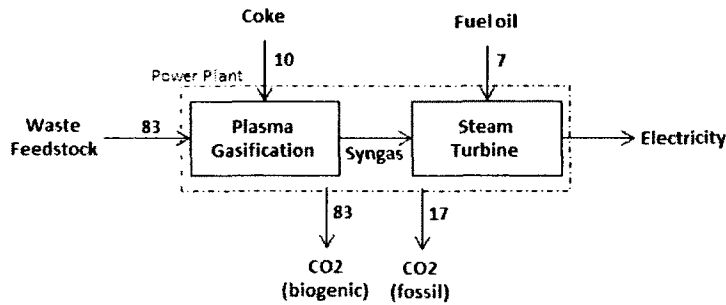 Coke
Fuel oil
10
7
Power Plant
Waste
Feedstock
83
Plasma
Gasification
Syngas
Steam
Turbine
Electricity
83
17
CO2
(biogenic)
CO2
(fossil)